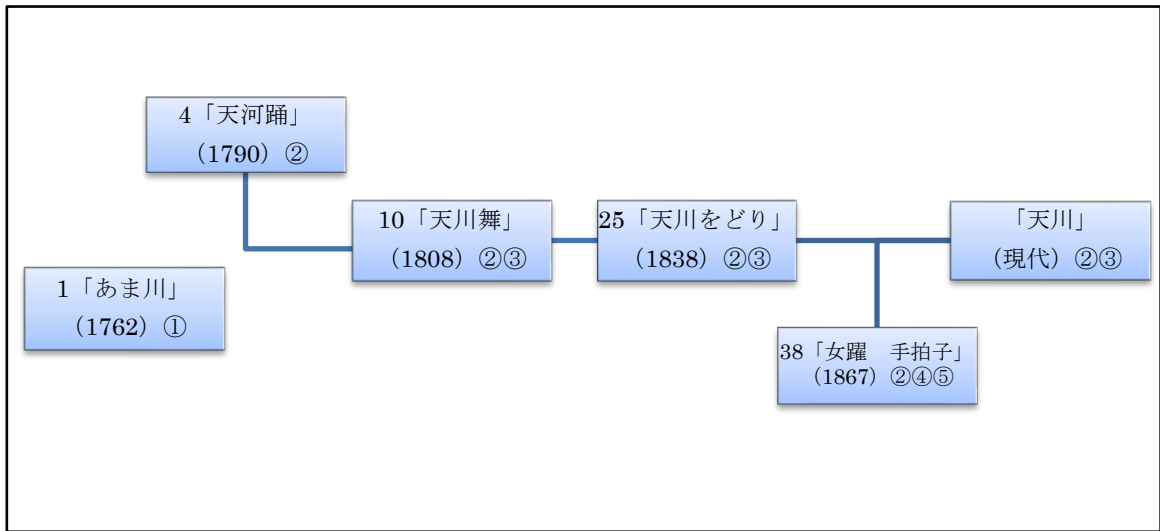 4「天河踊」
（1790）②
10「天川舞」
（1808）②③
25「天川をどり」
（1838）②③
「天川」
（現代）②③
1「あま川」
（1762）①
38「女躍　手拍子」
（1867）②④⑤